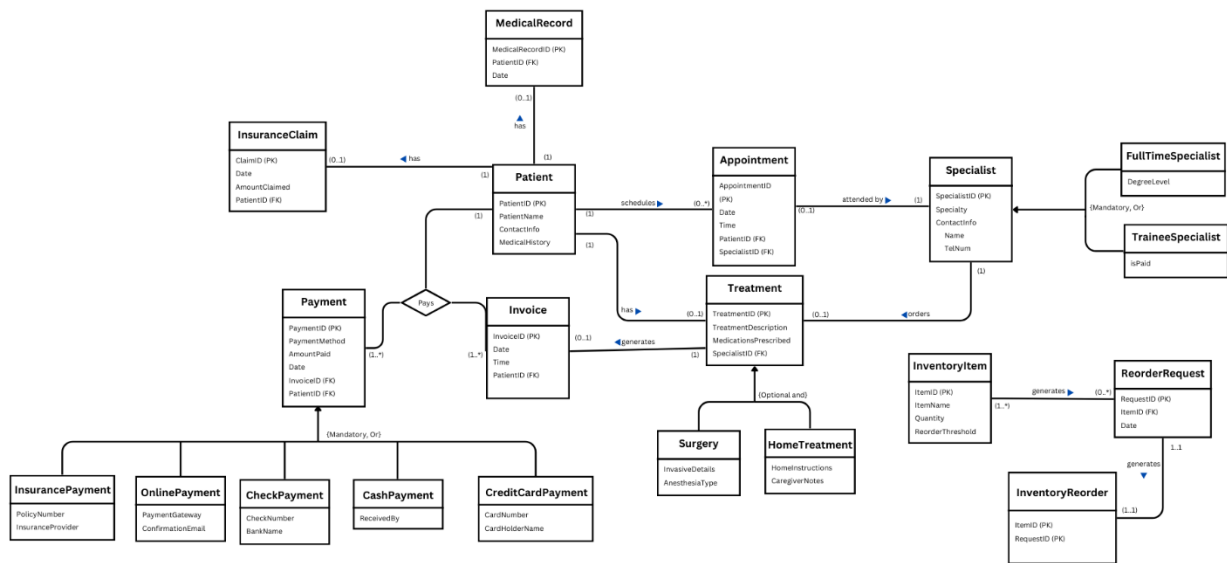 MedicalRecord
MedicalRecordID (PK)
PatientID (FK)
Date
(0..1)
has
(1)
InsuranceClaim
ClaimID (PK)
Date
AmountClaimed
PatientID (FK)
(0..1)
has
(1)
Patient
PatientID (PK)
PatientName
ContactInfo
MedicalHistory
(1)
(1)
(1)
schedules
(0..*)
Appointment
AppointmentID
(PK)
Date
Time
PatientID (FK)
SpecialistID (FK)
(0..1)
attended by
(1)
Specialist
SpecialistID (PK)
Specialty
ContactInfo
Name
TelNum
(1)
FullTimeSpecialist
DegreeLevel
{Mandatory, Or}
TraineeSpecialist
isPaid
Payment
PaymentID (PK)
PaymentMethod
AmountPaid
Date
InvoiceID (FK)
PatientID (FK)
(1..*)
Pays
(1..*)
Invoice
InvoiceID (PK)
Date
Time
PatientID (FK)
(0..1)
generates
(1)
has
(0..1)
Treatment
TreatmentID (PK)
TreatmentDescription
MedicationsPrescribed
SpecialistID (FK)
(0..1)
orders
{Optional and}
Surgery
InvasiveDetails
AnesthesiaType
HomeTreatment
HomeInstructions
CaregiverNotes
InventoryItem
ItemID (PK)
ItemName
Quantity
ReorderThreshold
generates
(1..*)
(0..*)
ReorderRequest
RequestID (PK)
ItemID (FK)
Date
1..1
generates
(1..1)
InventoryReorder
ItemID (PK)
RequestID (PK)
{Mandatory, Or}
InsurancePayment
PolicyNumber
InsuranceProvider
OnlinePayment
PaymentGateway
ConfirmationEmail
CheckPayment
CheckNumber
BankName
CashPayment
ReceivedBy
CreditCardPayment
CardNumber
CardHolderName